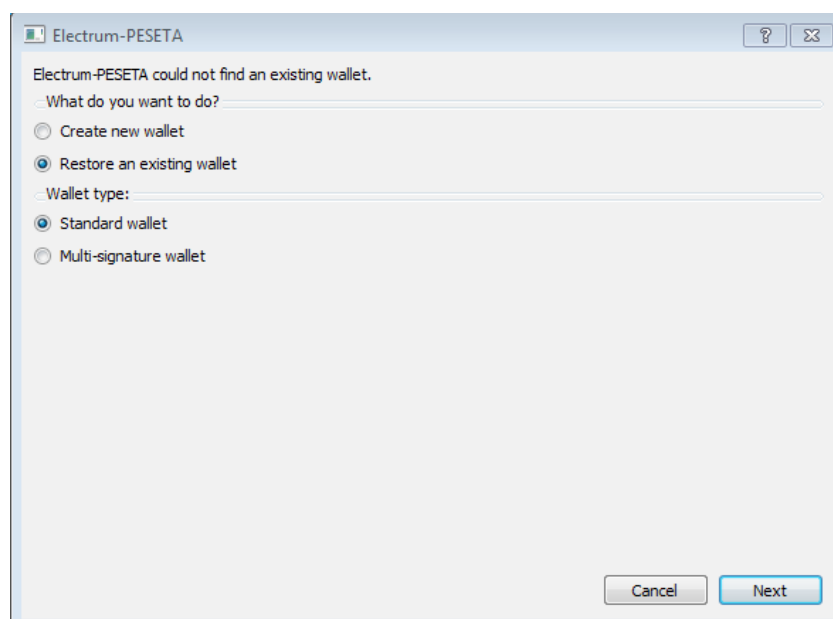 Electrum-PESETA
Electrum-PESETA could not find an existing wallet.
What do you want to do?
Create new wallet
Restore an existing wallet
Wallet type:
Standard wallet
Multi-signature wallet
Cancel Next